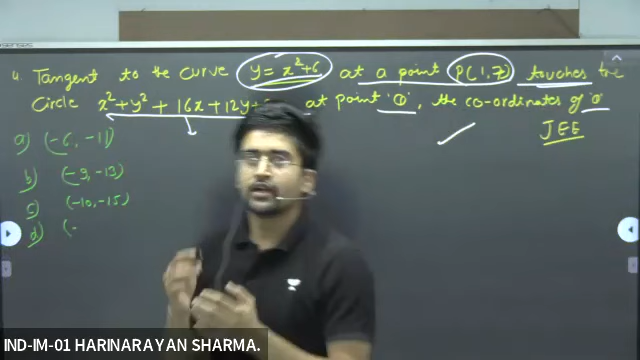 senses
4. Tangent to the curve y = x²+6 at a point P(1,7) touches the
Circle x²+y² + 16x + 12y+ at point 'Q', the co-ordinates of 'Q'
JEE
a) (-6, -11)
b) (-9, -13)
c) (-10, -15)
d) (-
IND-IM-01 HARINARAYAN SHARMA.